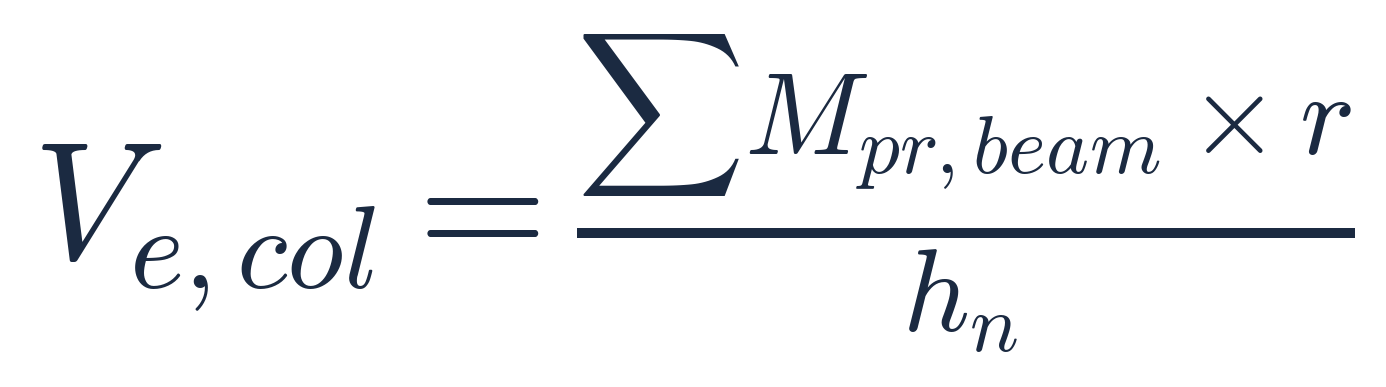 V_{e, col} = \frac{\sum M_{pr, beam} \times r}{h_n}